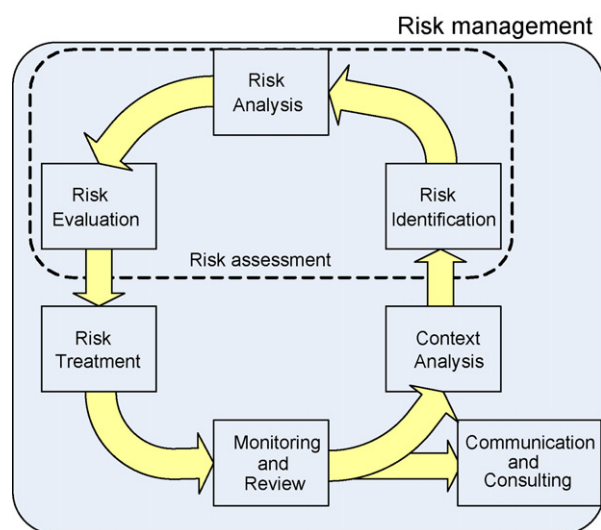 Risk management
Risk
Analysis
Risk
Evaluation
Risk
Identification
Risk assessment
Risk
Treatment
Context
Analysis
Monitoring
and
Review
Communication
and
Consulting